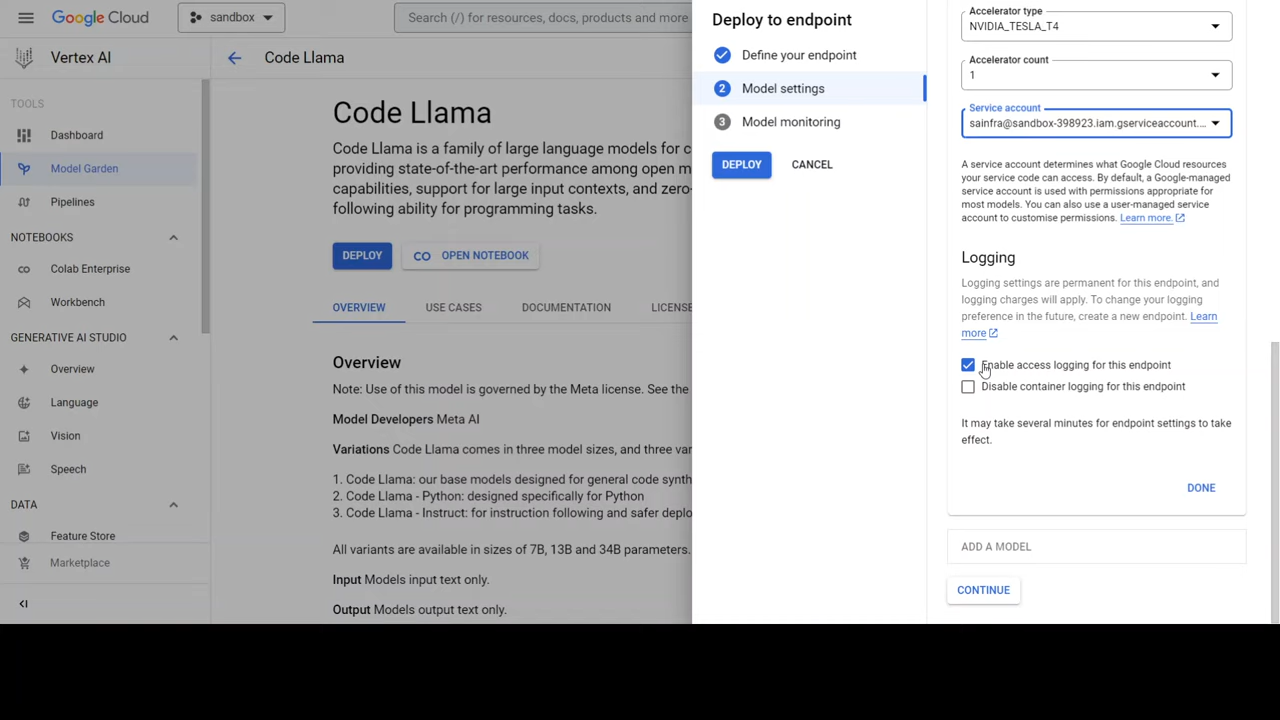 Google Cloud
sandbox
Search (/) for resources, docs, products and more
Vertex AI
TOOLS
Dashboard
Model Garden
Pipelines
NOTEBOOKS
Colab Enterprise
Workbench
GENERATIVE AI STUDIO
Overview
Language
Vision
Speech
DATA
Feature Store
Marketplace
Code Llama
Code Llama
Code Llama is a family of large language models for c
providing state-of-the-art performance among open m
capabilities, support for large input contexts, and zero-
following ability for programming tasks.
DEPLOY
OPEN NOTEBOOK
OVERVIEW
USE CASES
DOCUMENTATION
LICENSE
Overview
Note: Use of this model is governed by the Meta license. See the
Model Developers Meta AI
Variations Code Llama comes in three model sizes, and three var
1. Code Llama: our base models designed for general code synth
2. Code Llama - Python: designed specifically for Python
3. Code Llama - Instruct: for instruction following and safer deplo
All variants are available in sizes of 7B, 13B and 34B parameters.
Input Models input text only.
Output Models output text only.
Deploy to endpoint
Define your endpoint
2 Model settings
3 Model monitoring
DEPLOY
CANCEL
Accelerator type
NVIDIA_TESLA_T4
Accelerator count
1
Service account
sainfra@sandbox-398923.iam.gserviceaccount...
A service account determines what Google Cloud resources
your service code can access. By default, a Google-managed
service account is used with permissions appropriate for
most models. You can also use a user-managed service
account to customise permissions. Learn more.
Logging
Logging settings are permanent for this endpoint, and
logging charges will apply. To change your logging
preference in the future, create a new endpoint. Learn
more
Enable access logging for this endpoint
Disable container logging for this endpoint
It may take several minutes for endpoint settings to take
effect.
DONE
ADD A MODEL
CONTINUE